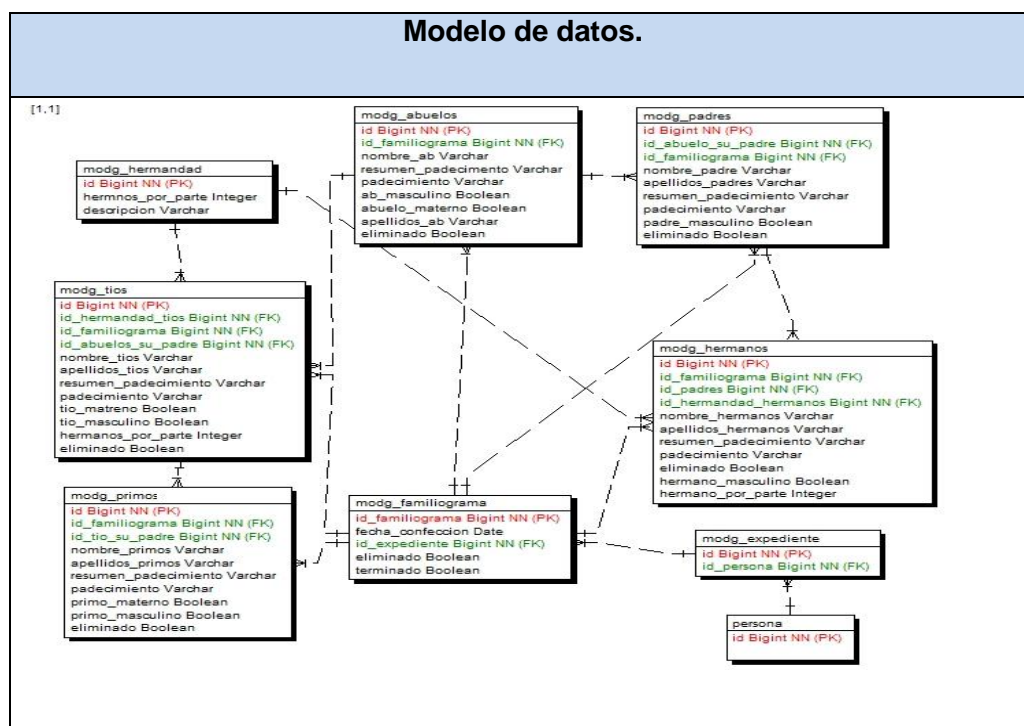 Modelo de datos.
[1,1]
modg_abuelos
id Bigint NN (PK)
id_familiograma Bigint NN (FK)
nombre_ab Varchar
resumen_padecimento Varchar
padecimiento Varchar
ab_masculino Boolean
abuelo_materno Boolean
apellidos_ab Varchar
eliminado Boolean
modg_padres
id Bigint NN (PK)
id_abuelo_su_padre Bigint NN (FK)
id_familiograma Bigint NN (FK)
nombre_padre Varchar
apellidos_padres Varchar
resumen_padecimiento Varchar
padecimiento Varchar
padre_masculino Boolean
eliminado Boolean
modg_hermandad
id Bigint NN (PK)
hermnos_por_parte Integer
descripcion Varchar
modg_tios
id Bigint NN (PK)
id_hermandad_tios Bigint NN (FK)
id_familiograma Bigint NN (FK)
id_abuelos_su_padre Bigint NN (FK)
nombre_tios Varchar
apellidos_tios Varchar
resumen_padecimiento Varchar
padecimiento Varchar
tio_matreno Boolean
tio_masculino Boolean
hermanos_por_parte Integer
eliminado Boolean
modg_hermanos
id Bigint NN (PK)
id_familiograma Bigint NN (FK)
id_padres Bigint NN (FK)
id_hermandad_hermanos Bigint NN (FK)
nombre_hermanos Varchar
apellidos_hermanos Varchar
resumen_padecimiento Varchar
padecimiento Varchar
eliminado Boolean
hermano_masculino Boolean
hermano_por_parte Integer
modg_primos
id Bigint NN (PK)
id_familiograma Bigint NN (FK)
id_tio_su_padre Bigint NN (FK)
nombre_primos Varchar
apellidos_primos Varchar
resumen_padecimiento Varchar
padecimiento Varchar
primo_materno Boolean
primo_masculino Boolean
eliminado Boolean
modg_familiograma
id_familiograma Bigint NN (PK)
fecha_confeccion Date
id_expediente Bigint NN (FK)
eliminado Boolean
terminado Boolean
modg_expediente
id Bigint NN (PK)
id_persona Bigint NN (FK)
persona
id Bigint NN (PK)